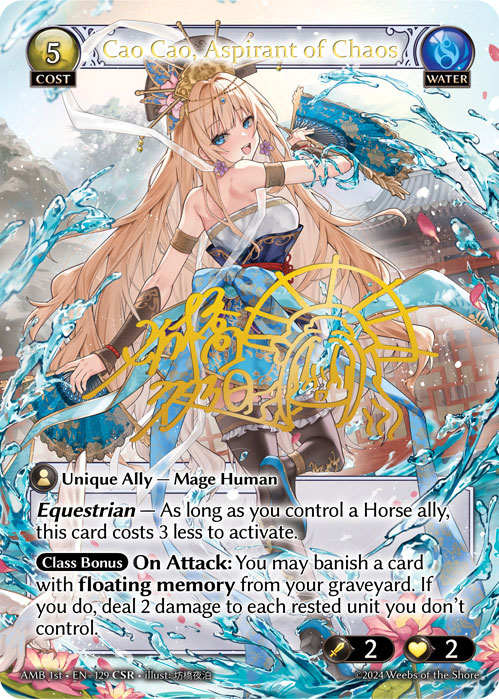 5
COST
Cao Cao, Aspirant of Chaos
WATER
Unique Ally — Mage Human
Equestrian — As long as you control a Horse ally,
this card costs 3 less to activate.
Class Bonus On Attack: You may banish a card
with floating memory from your graveyard. If
you do, deal 2 damage to each rested unit you don't
control.
2
2
AMB 1st • EN - 129 CSR • illust: 坊橋夜泊
©2024 Weebs of the Shore